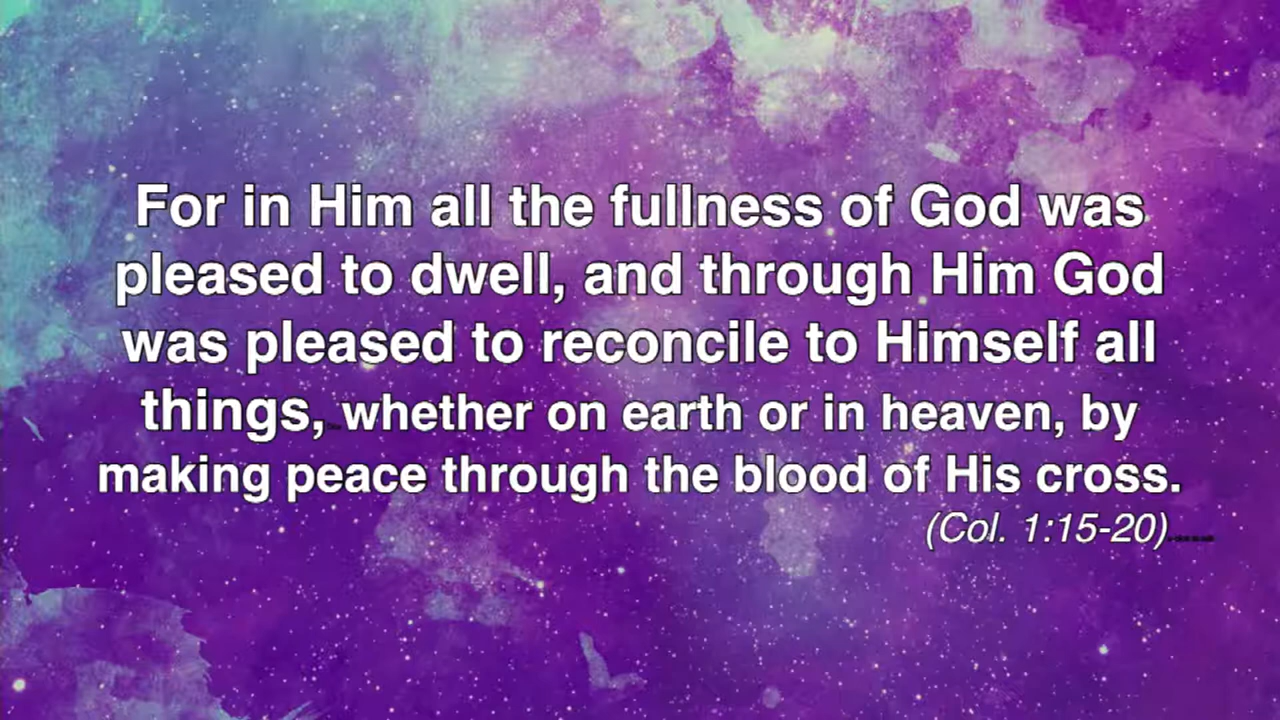 For in Him all the fullness of God was
pleased to dwell, and through Him God
was pleased to reconcile to Himself all
things, whether on earth or in heaven, by
making peace through the blood of His cross.
(Col. 1:15-20)